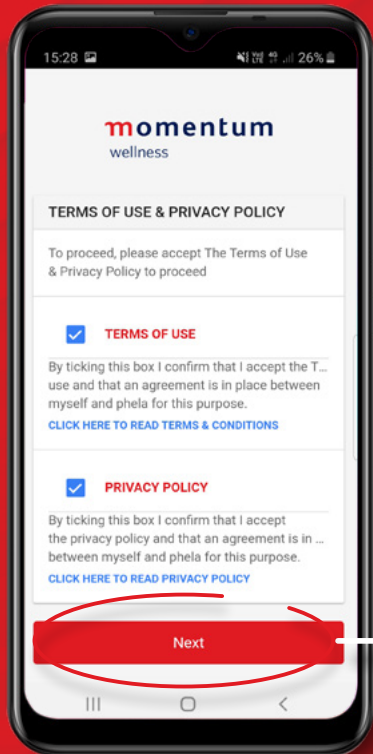 15:28 26%
momentum
wellness
TERMS OF USE & PRIVACY POLICY
To proceed, please accept The Terms of Use
& Privacy Policy to proceed
TERMS OF USE
By ticking this box I confirm that I accept the T...
use and that an agreement is in place between
myself and phela for this purpose.
CLICK HERE TO READ TERMS & CONDITIONS
PRIVACY POLICY
By ticking this box I confirm that I accept
the privacy policy and that an agreement is in ...
between myself and phela for this purpose.
CLICK HERE TO READ PRIVACY POLICY
Next